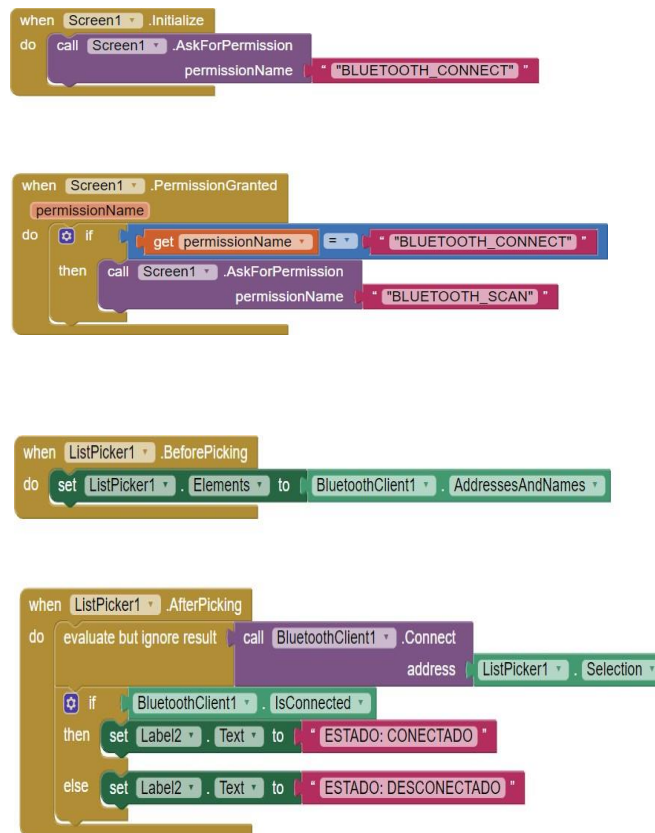 when Screen1 .Initialize
do call Screen1 .AskForPermission
permissionName " "BLUETOOTH_CONNECT" "
when Screen1 .PermissionGranted
permissionName
do if get permissionName = " "BLUETOOTH_CONNECT" "
then call Screen1 .AskForPermission
permissionName " "BLUETOOTH_SCAN" "
when ListPicker1 .BeforePicking
do set ListPicker1 . Elements to BluetoothClient1 . AddressesAndNames
when ListPicker1 .AfterPicking
do evaluate but ignore result call BluetoothClient1 .Connect
address ListPicker1 . Selection
if BluetoothClient1 . IsConnected
then set Label2 . Text to " ESTADO: CONECTADO "
else set Label2 . Text to " ESTADO: DESCONECTADO "